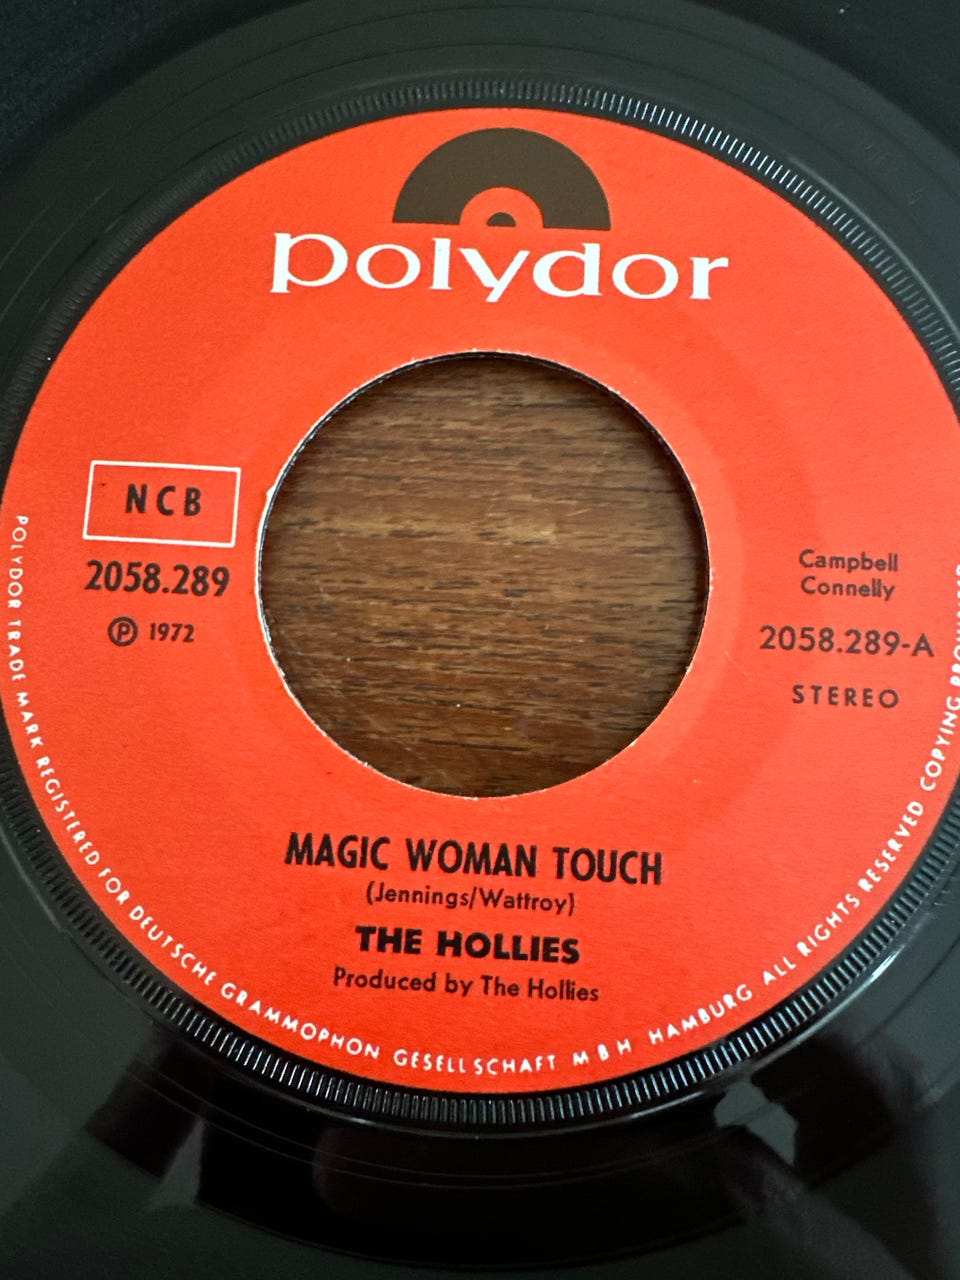 polydor
NCB
2058.289
Ⓟ 1972
Campbell
Connelly
2058.289-A
STEREO
MAGIC WOMAN TOUCH
(Jennings/Wattroy)
THE HOLLIES
Produced by The Hollies
POLYDOR TRADE MARK REGISTERED FOR DEUTSCHE GRAMMOPHON GESELLSCHAFT MBH HAMBURG ALL RIGHTS RESERVED COPYING